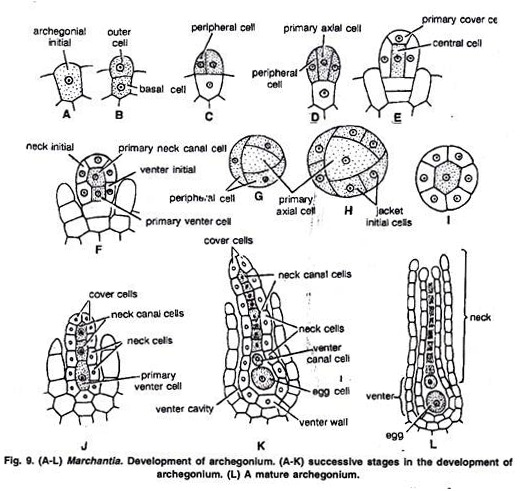 archegonial
initial
A
outer
cell
basal cell
B
peripheral cell
C
primary axial cell
peripheral
cell
D
primary cover ce
central cell
E
neck initial
primary neck canal cell
venter initial
primary venter cell
F
peripheral cell
G
primary
axial cell
H
jacket
initial cells
I
cover cells
neck canal cells
neck cells
primary
venter cell
J
cover cells
neck canal cells
neck cells
venter
canal cell
egg cell
venter cavity
venter wall
K
neck
venter
egg
L
Fig. 9. (A-L) Marchantia. Development of archegonium. (A-K) successive stages in the development of
archegonium. (L) A mature archegonium.